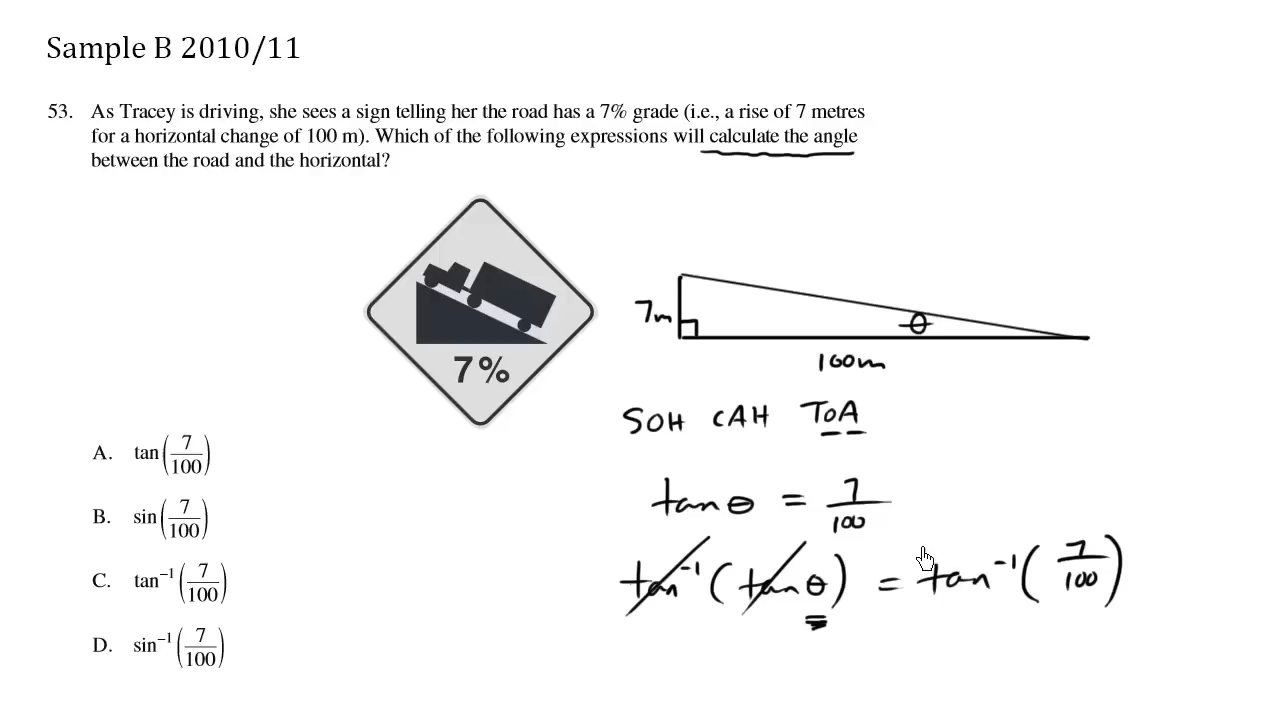 Sample B 2010/11
53. As Tracey is driving, she sees a sign telling her the road has a 7% grade (i.e., a rise of 7 metres
for a horizontal change of 100 m). Which of the following expressions will calculate the angle
between the road and the horizontal?
7%
7m
θ
100m
SOH CAH TOA
tan θ = 7/100
tan⁻¹(tan θ) = tan⁻¹(7/100)
A. tan(7/100)
B. sin(7/100)
C. tan⁻¹(7/100)
D. sin⁻¹(7/100)